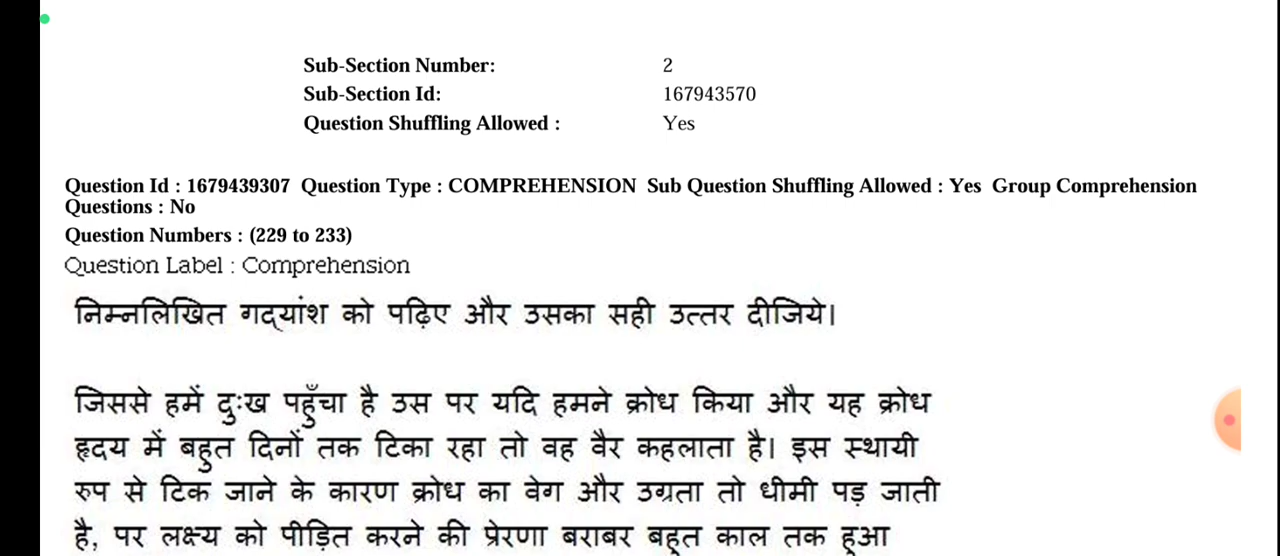 Sub-Section Number: 2
Sub-Section Id: 167943570
Question Shuffling Allowed : Yes
Question Id : 1679439307 Question Type : COMPREHENSION Sub Question Shuffling Allowed : Yes Group Comprehension
Questions : No
Question Numbers : (229 to 233)
Question Label : Comprehension
निम्नलिखित गद्यांश को पढ़िए और उसका सही उत्तर दीजिये।
जिससे हमें दुःख पहुँचा है उस पर यदि हमने क्रोध किया और यह क्रोध
हृदय में बहुत दिनों तक टिका रहा तो वह वैर कहलाता है। इस स्थायी
रुप से टिक जाने के कारण क्रोध का वेग और उग्रता तो धीमी पड़ जाती
है, पर लक्ष्य को पीड़ित करने की प्रेरणा बराबर बहुत काल तक हुआ